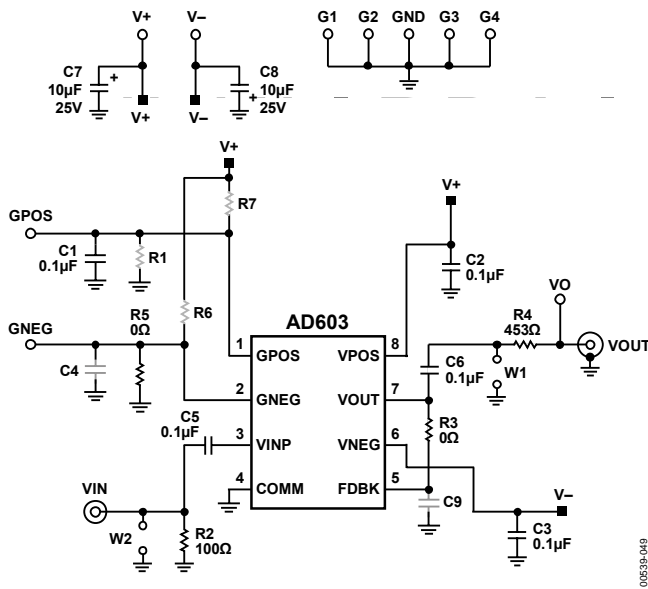 V+ V– G1 G2 GND G3 G4
C7 + C8
10µF 10µF
25V 25V
+
V+ V–
V+
R7
GPOS
V+
C1
0.1µF
R1
C2
0.1µF
VO
R5
0Ω
R6
AD603
R4
453Ω
GNEG
1 GPOS VPOS 8
VOUT
C4
C6
0.1µF
W1
2 GNEG VOUT 7
C5
0.1µF
R3
0Ω
3 VINP VNEG 6
VIN
4 COMM FDBK 5
C9
V–
W2
R2
100Ω
C3
0.1µF
00539-049